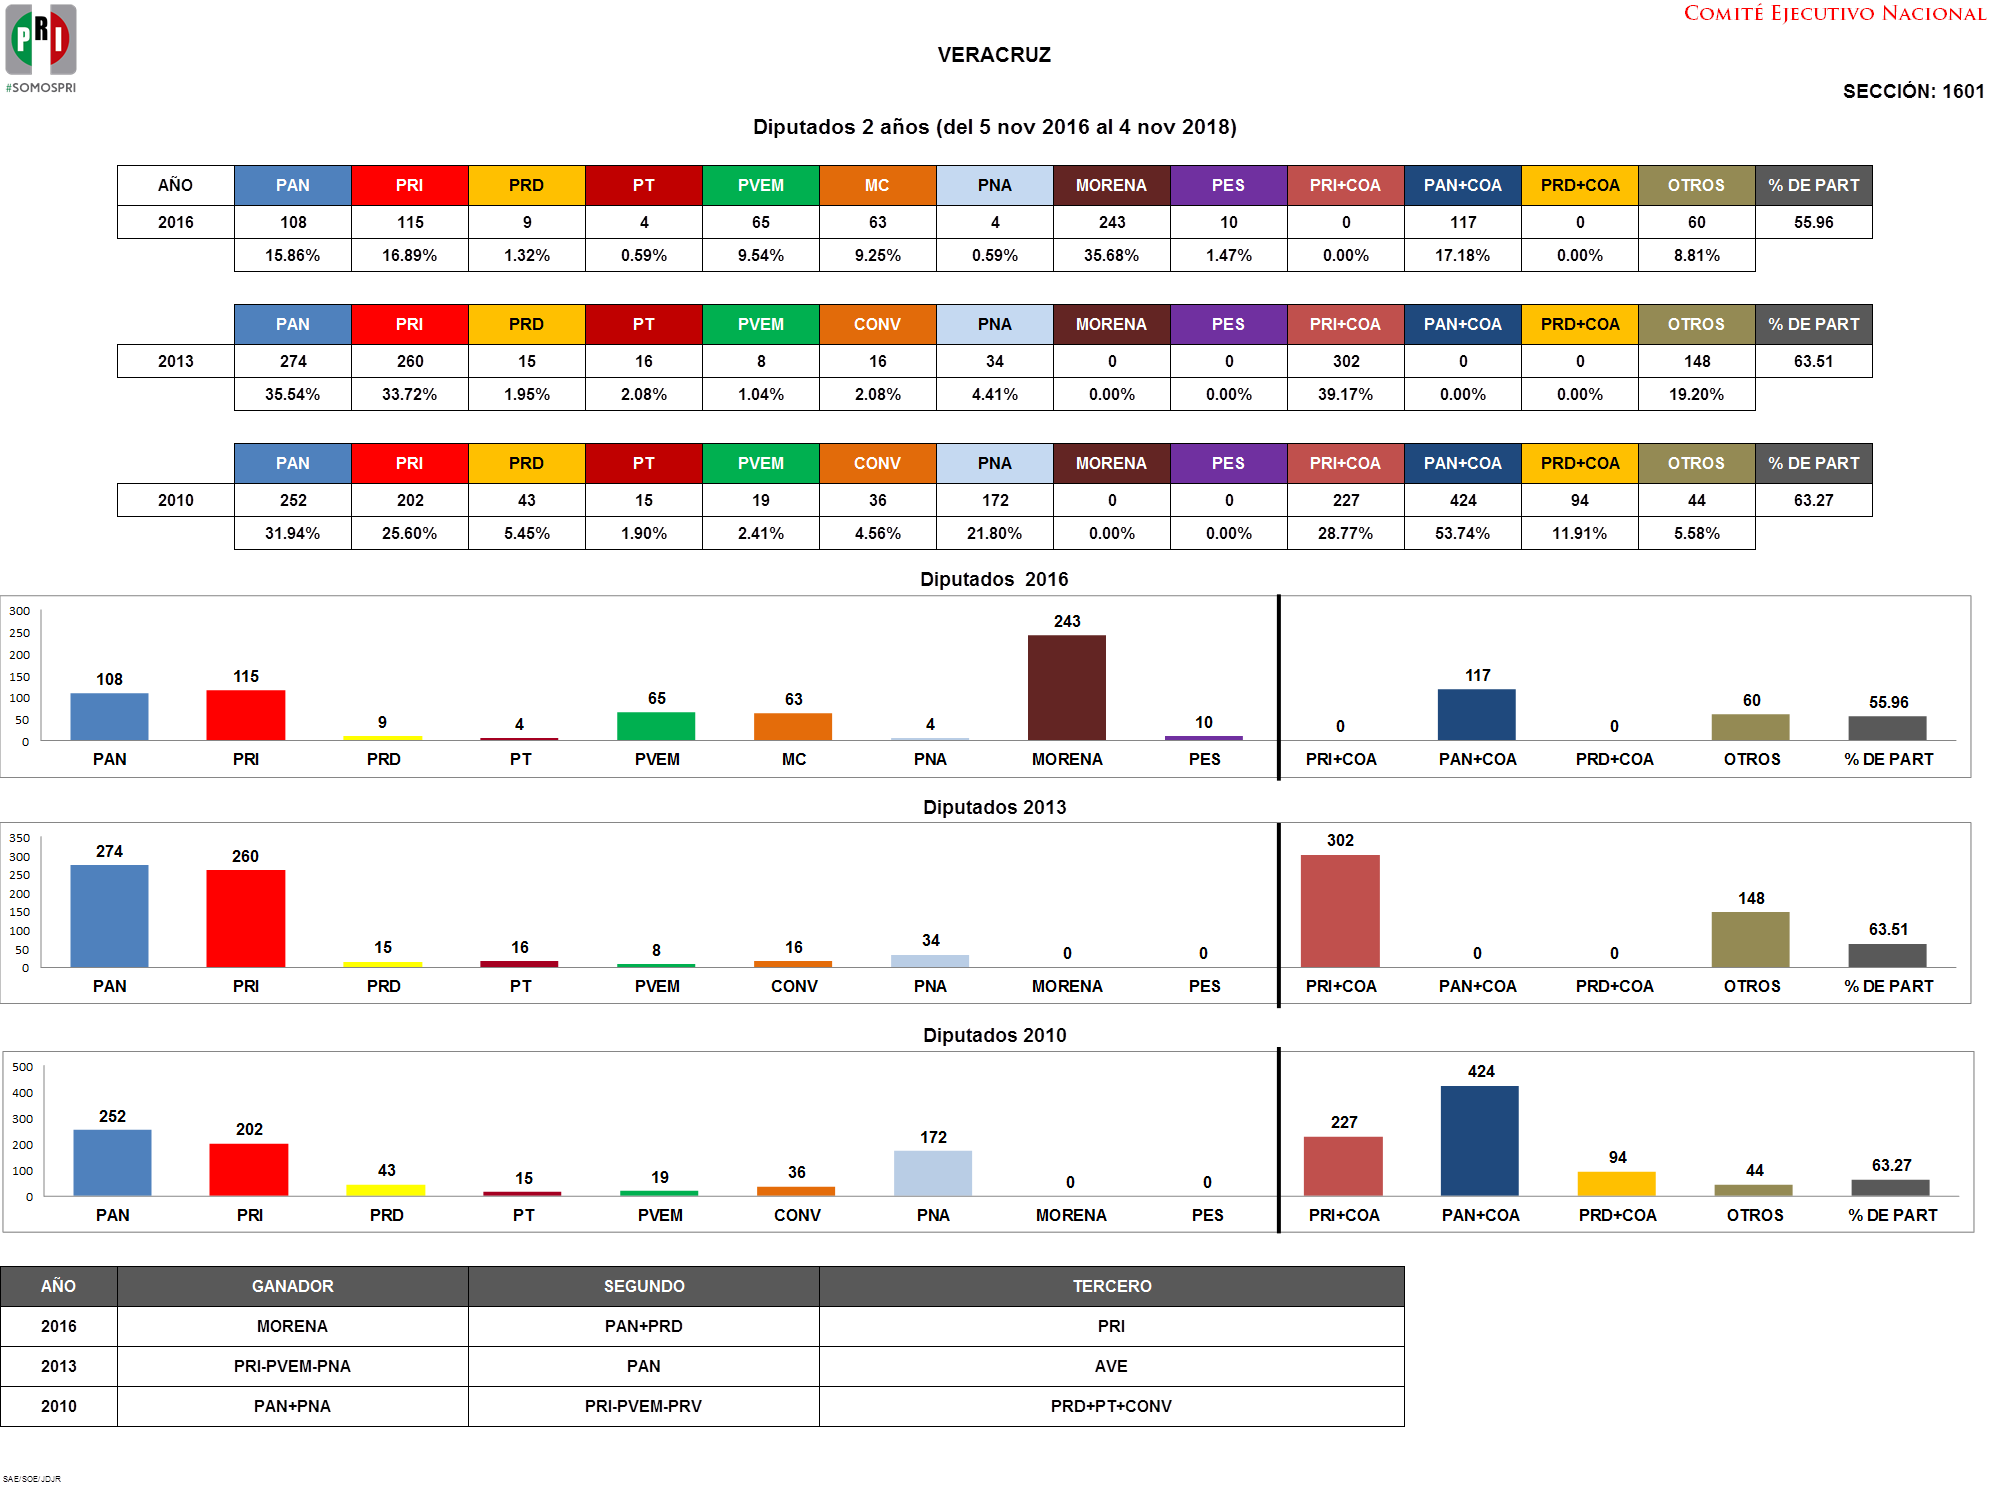 PRI
#SOMOSPRI
COMITÉ EJECUTIVO NACIONAL
VERACRUZ
SECCIÓN: 1601
Diputados 2 años (del 5 nov 2016 al 4 nov 2018)
AÑO PAN PRI PRD PT PVEM MC PNA MORENA PES PRI+COA PAN+COA PRD+COA OTROS % DE PART
2016 108 115 9 4 65 63 4 243 10 0 117 0 60 55.96
15.86% 16.89% 1.32% 0.59% 9.54% 9.25% 0.59% 35.68% 1.47% 0.00% 17.18% 0.00% 8.81%
PAN PRI PRD PT PVEM CONV PNA MORENA PES PRI+COA PAN+COA PRD+COA OTROS % DE PART
2013 274 260 15 16 8 16 34 0 0 302 0 0 148 63.51
35.54% 33.72% 1.95% 2.08% 1.04% 2.08% 4.41% 0.00% 0.00% 39.17% 0.00% 0.00% 19.20%
PAN PRI PRD PT PVEM CONV PNA MORENA PES PRI+COA PAN+COA PRD+COA OTROS % DE PART
2010 252 202 43 15 19 36 172 0 0 227 424 94 44 63.27
31.94% 25.60% 5.45% 1.90% 2.41% 4.56% 21.80% 0.00% 0.00% 28.77% 53.74% 11.91% 5.58%
Diputados 2016
300
250
200
150
100
50
0
108 115 9 4 65 63 4 243 10 0 117 0 60 55.96
PAN PRI PRD PT PVEM MC PNA MORENA PES PRI+COA PAN+COA PRD+COA OTROS % DE PART
Diputados 2013
350
300
250
200
150
100
50
0
274 260 15 16 8 16 34 0 0 302 0 0 148 63.51
PAN PRI PRD PT PVEM CONV PNA MORENA PES PRI+COA PAN+COA PRD+COA OTROS % DE PART
Diputados 2010
500
400
300
200
100
0
252 202 43 15 19 36 172 0 0 227 424 94 44 63.27
PAN PRI PRD PT PVEM CONV PNA MORENA PES PRI+COA PAN+COA PRD+COA OTROS % DE PART
AÑO GANADOR SEGUNDO TERCERO
2016 MORENA PAN+PRD PRI
2013 PRI-PVEM-PNA PAN AVE
2010 PAN+PNA PRI-PVEM-PRV PRD+PT+CONV
SAE/SOE/JDJR